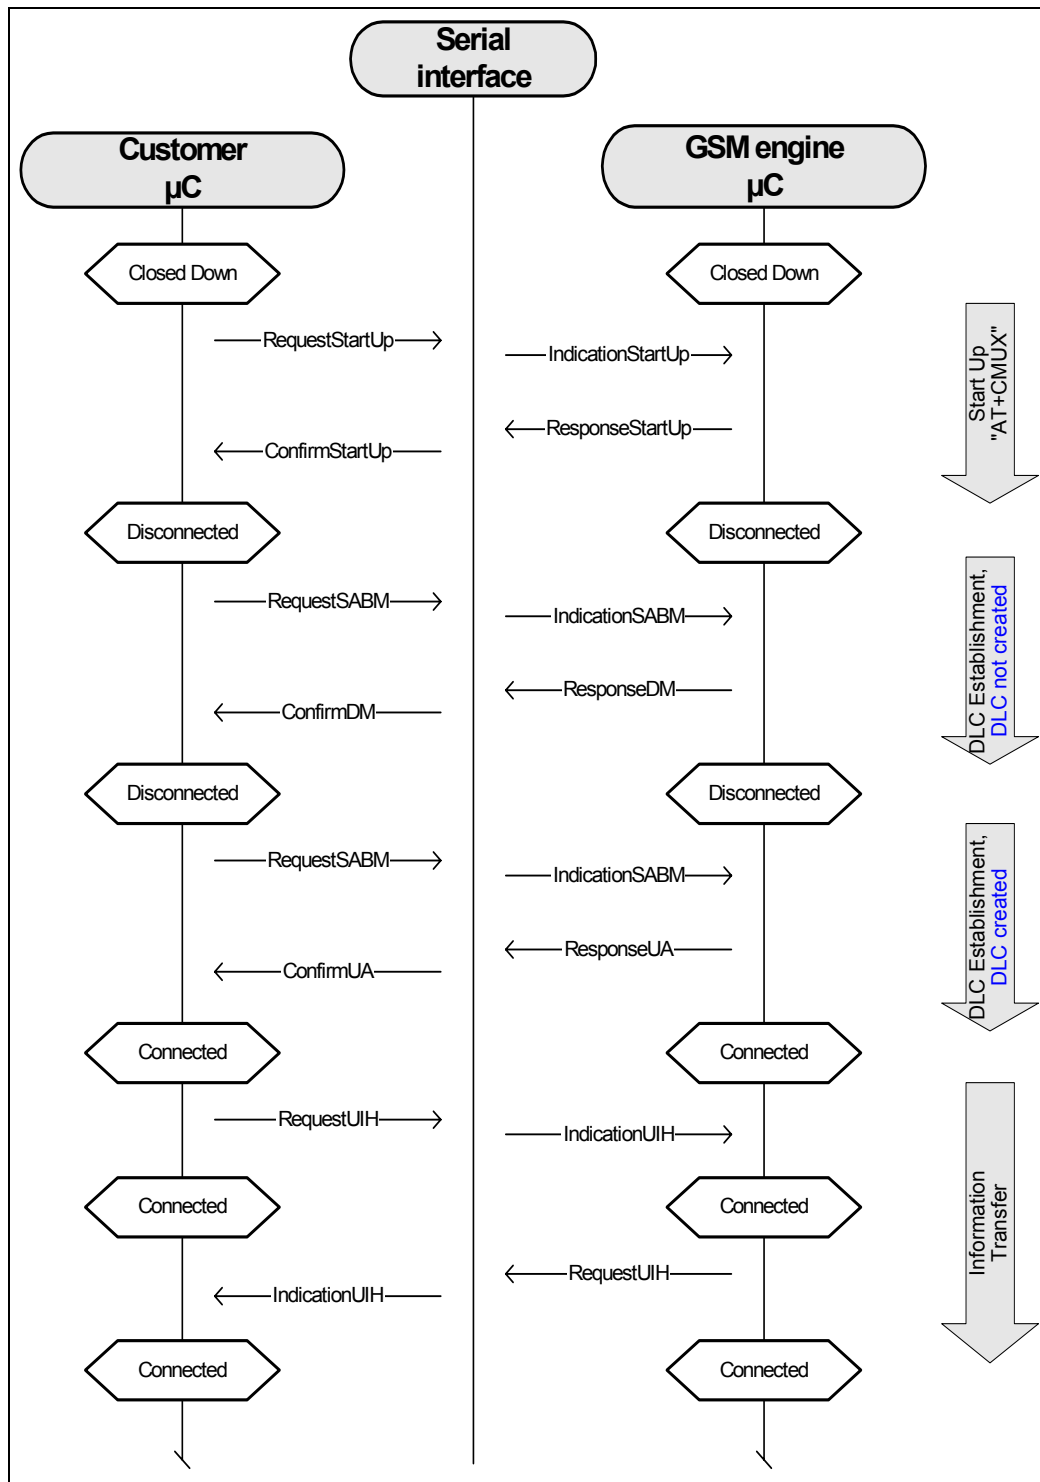 Serial
interface
Customer
µC
GSM engine
µC
Closed Down
Closed Down
RequestStartUp
IndicationStartUp
ResponseStartUp
ConfirmStartUp
Start Up
"AT+CMUX"
Disconnected
Disconnected
RequestSABM
IndicationSABM
ResponseDM
ConfirmDM
DLC Establishment,
DLC not created
Disconnected
Disconnected
RequestSABM
IndicationSABM
ResponseUA
ConfirmUA
DLC Establishment,
DLC created
Connected
Connected
RequestUIH
IndicationUIH
Connected
Connected
RequestUIH
IndicationUIH
Information
Transfer
Connected
Connected